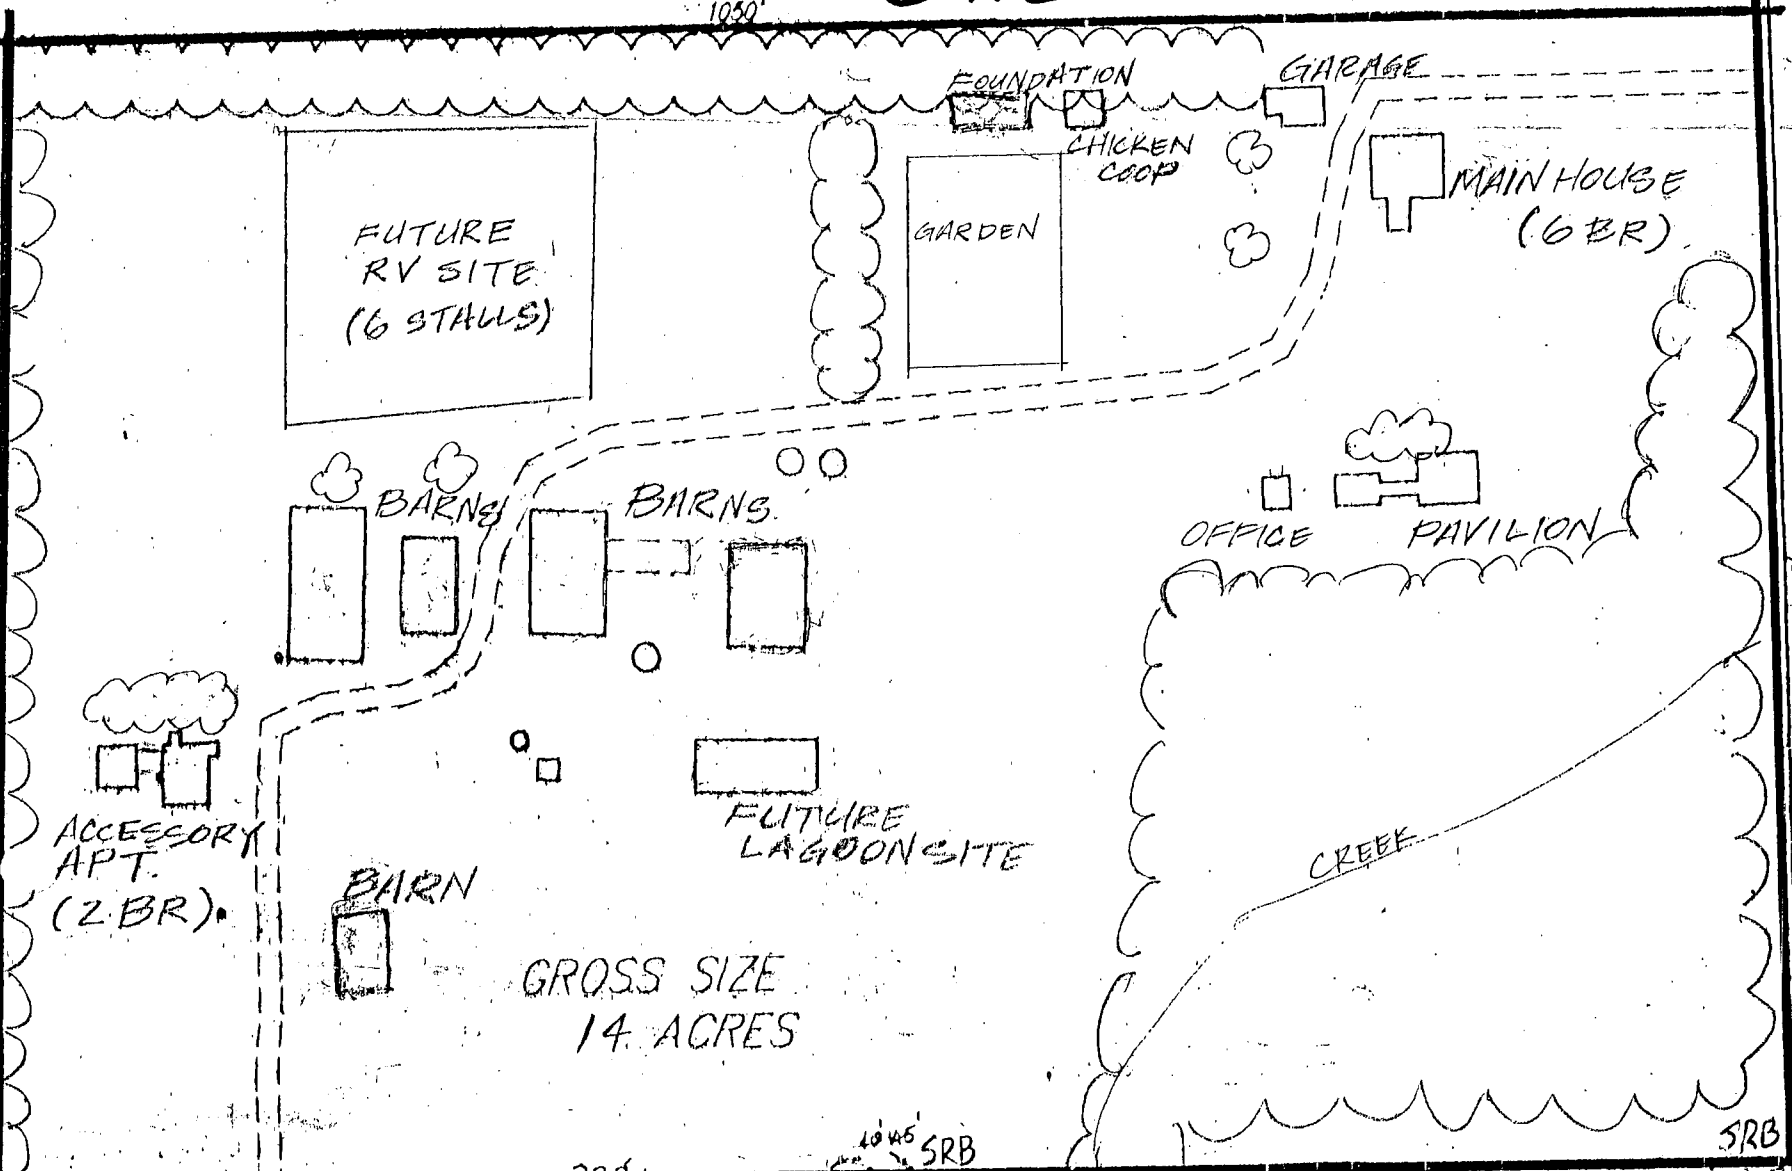 1050'
FOUNDATION
GARAGE
CHICKEN
COOP
MAIN HOUSE
(6 BR)
FUTURE
RV SITE
(6 STALLS)
GARDEN
BARNS
BARNS
OFFICE
PAVILION
ACCESSORY
APT.
(2 BR)
FUTURE
LAGOON SITE
CREEK
BARN
GROSS SIZE
14 ACRES
SRB
SRB